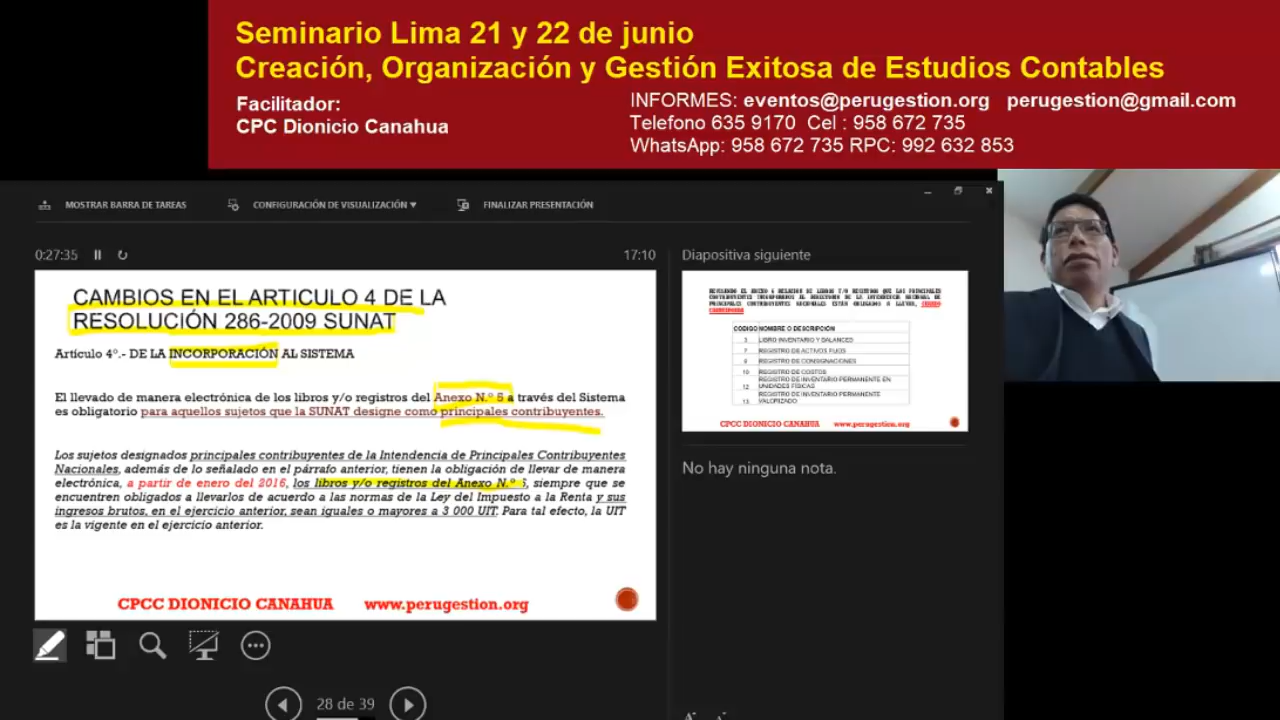 Seminario Lima 21 y 22 de junio
Creación, Organización y Gestión Exitosa de Estudios Contables
Facilitador:
CPC Dionicio Canahua
INFORMES: eventos@perugestion.org perugestion@gmail.com
Telefono 635 9170 Cel : 958 672 735
WhatsApp: 958 672 735 RPC: 992 632 853
MOSTRAR BARRA DE TAREAS
CONFIGURACIÓN DE VISUALIZACIÓN
FINALIZAR PRESENTACIÓN
0:27:35
17:10
CAMBIOS EN EL ARTICULO 4 DE LA
RESOLUCIÓN 286-2009 SUNAT
Artículo 4°.- DE LA INCORPORACIÓN AL SISTEMA
El llevado de manera electrónica de los libros y/o registros del Anexo N.° 5 a través del Sistema
es obligatorio para aquellos sujetos que la SUNAT designe como principales contribuyentes.
Los sujetos designados principales contribuyentes de la Intendencia de Principales Contribuyentes
Nacionales, además de lo señalado en el párrafo anterior, tienen la obligación de llevar de manera
electrónica, a partir de enero del 2016, los libros y/o registros del Anexo N.° , siempre que se
encuentren obligados a llevarlos de acuerdo a las normas de la Ley del Impuesto a la Renta y sus
ingresos brutos, en el ejercicio anterior, sean iguales o mayores a 3 000 UIT. Para tal efecto, la UIT
es la vigente en el ejercicio anterior.
CPCC DIONICIO CANAHUA www.perugestion.org
28 de 39
Diapositiva siguiente
CODIGO NOMBRE O DESCRIPCIÓN
3 LIBRO INVENTARIO Y BALANCES
7 REGISTRO DE ACTIVOS FIJOS
REGISTRO DE CONSIGNACIONES
10 REGISTRO DE COSTOS
12 REGISTRO DE INVENTARIO PERMANENTE EN
UNIDADES FÍSICAS
13 REGISTRO DE INVENTARIO PERMANENTE
VALORIZADO
CPCC DIONICIO CANAHUA www.perugestion.org
No hay ninguna nota.